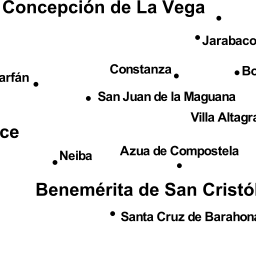 Concepción de La Vega
Jarabaco
Constanza
Bo
arfán
San Juan de la Maguana
Villa Altagra
ce
Neiba
Azua de Compostela
Benemérita de San Cristób
Santa Cruz de Barahona